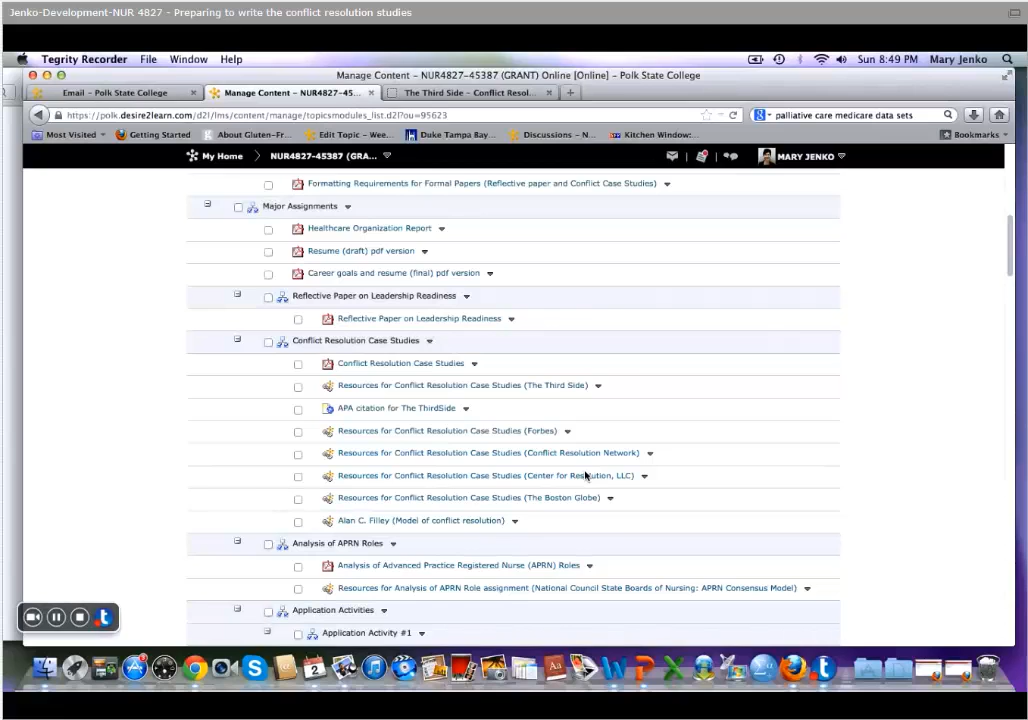 Jenko-Development-NUR 4827 - Preparing to write the conflict resolution studies
Tegrity Recorder File Window Help Sun 8:49 PM Mary Jenko
Manage Content - NUR4827-45387 (GRANT) Online [Online] - Polk State College
Email - Polk State College × Manage Content - NUR4827-45... × The Third Side - Conflict Resol... × +
https://polk.desire2learn.com/d2l/lms/content/manage/topicsmodules_list.d2l?ou=95623 palliative care medicare data sets
Most Visited Getting Started About Gluten-Fr... Edit Topic - Wee... Duke Tampa Bay... Discussions - N... Kitchen Window:... Bookmarks
My Home NUR4827-45387 (GRA... MARY JENKO
Formatting Requirements for Formal Papers (Reflective paper and Conflict Case Studies)
Major Assignments
Healthcare Organization Report
Resume (draft) pdf version
Career goals and resume (final) pdf version
Reflective Paper on Leadership Readiness
Reflective Paper on Leadership Readiness
Conflict Resolution Case Studies
Conflict Resolution Case Studies
Resources for Conflict Resolution Case Studies (The Third Side)
APA citation for The ThirdSide
Resources for Conflict Resolution Case Studies (Forbes)
Resources for Conflict Resolution Case Studies (Conflict Resolution Network)
Resources for Conflict Resolution Case Studies (Center for Resolution, LLC)
Resources for Conflict Resolution Case Studies (The Boston Globe)
Alan C. Filley (Model of conflict resolution)
Analysis of APRN Roles
Analysis of Advanced Practice Registered Nurse (APRN) Roles
Resources for Analysis of APRN Role assignment (National Council State Boards of Nursing: APRN Consensus Model)
Application Activities
Application Activity #1